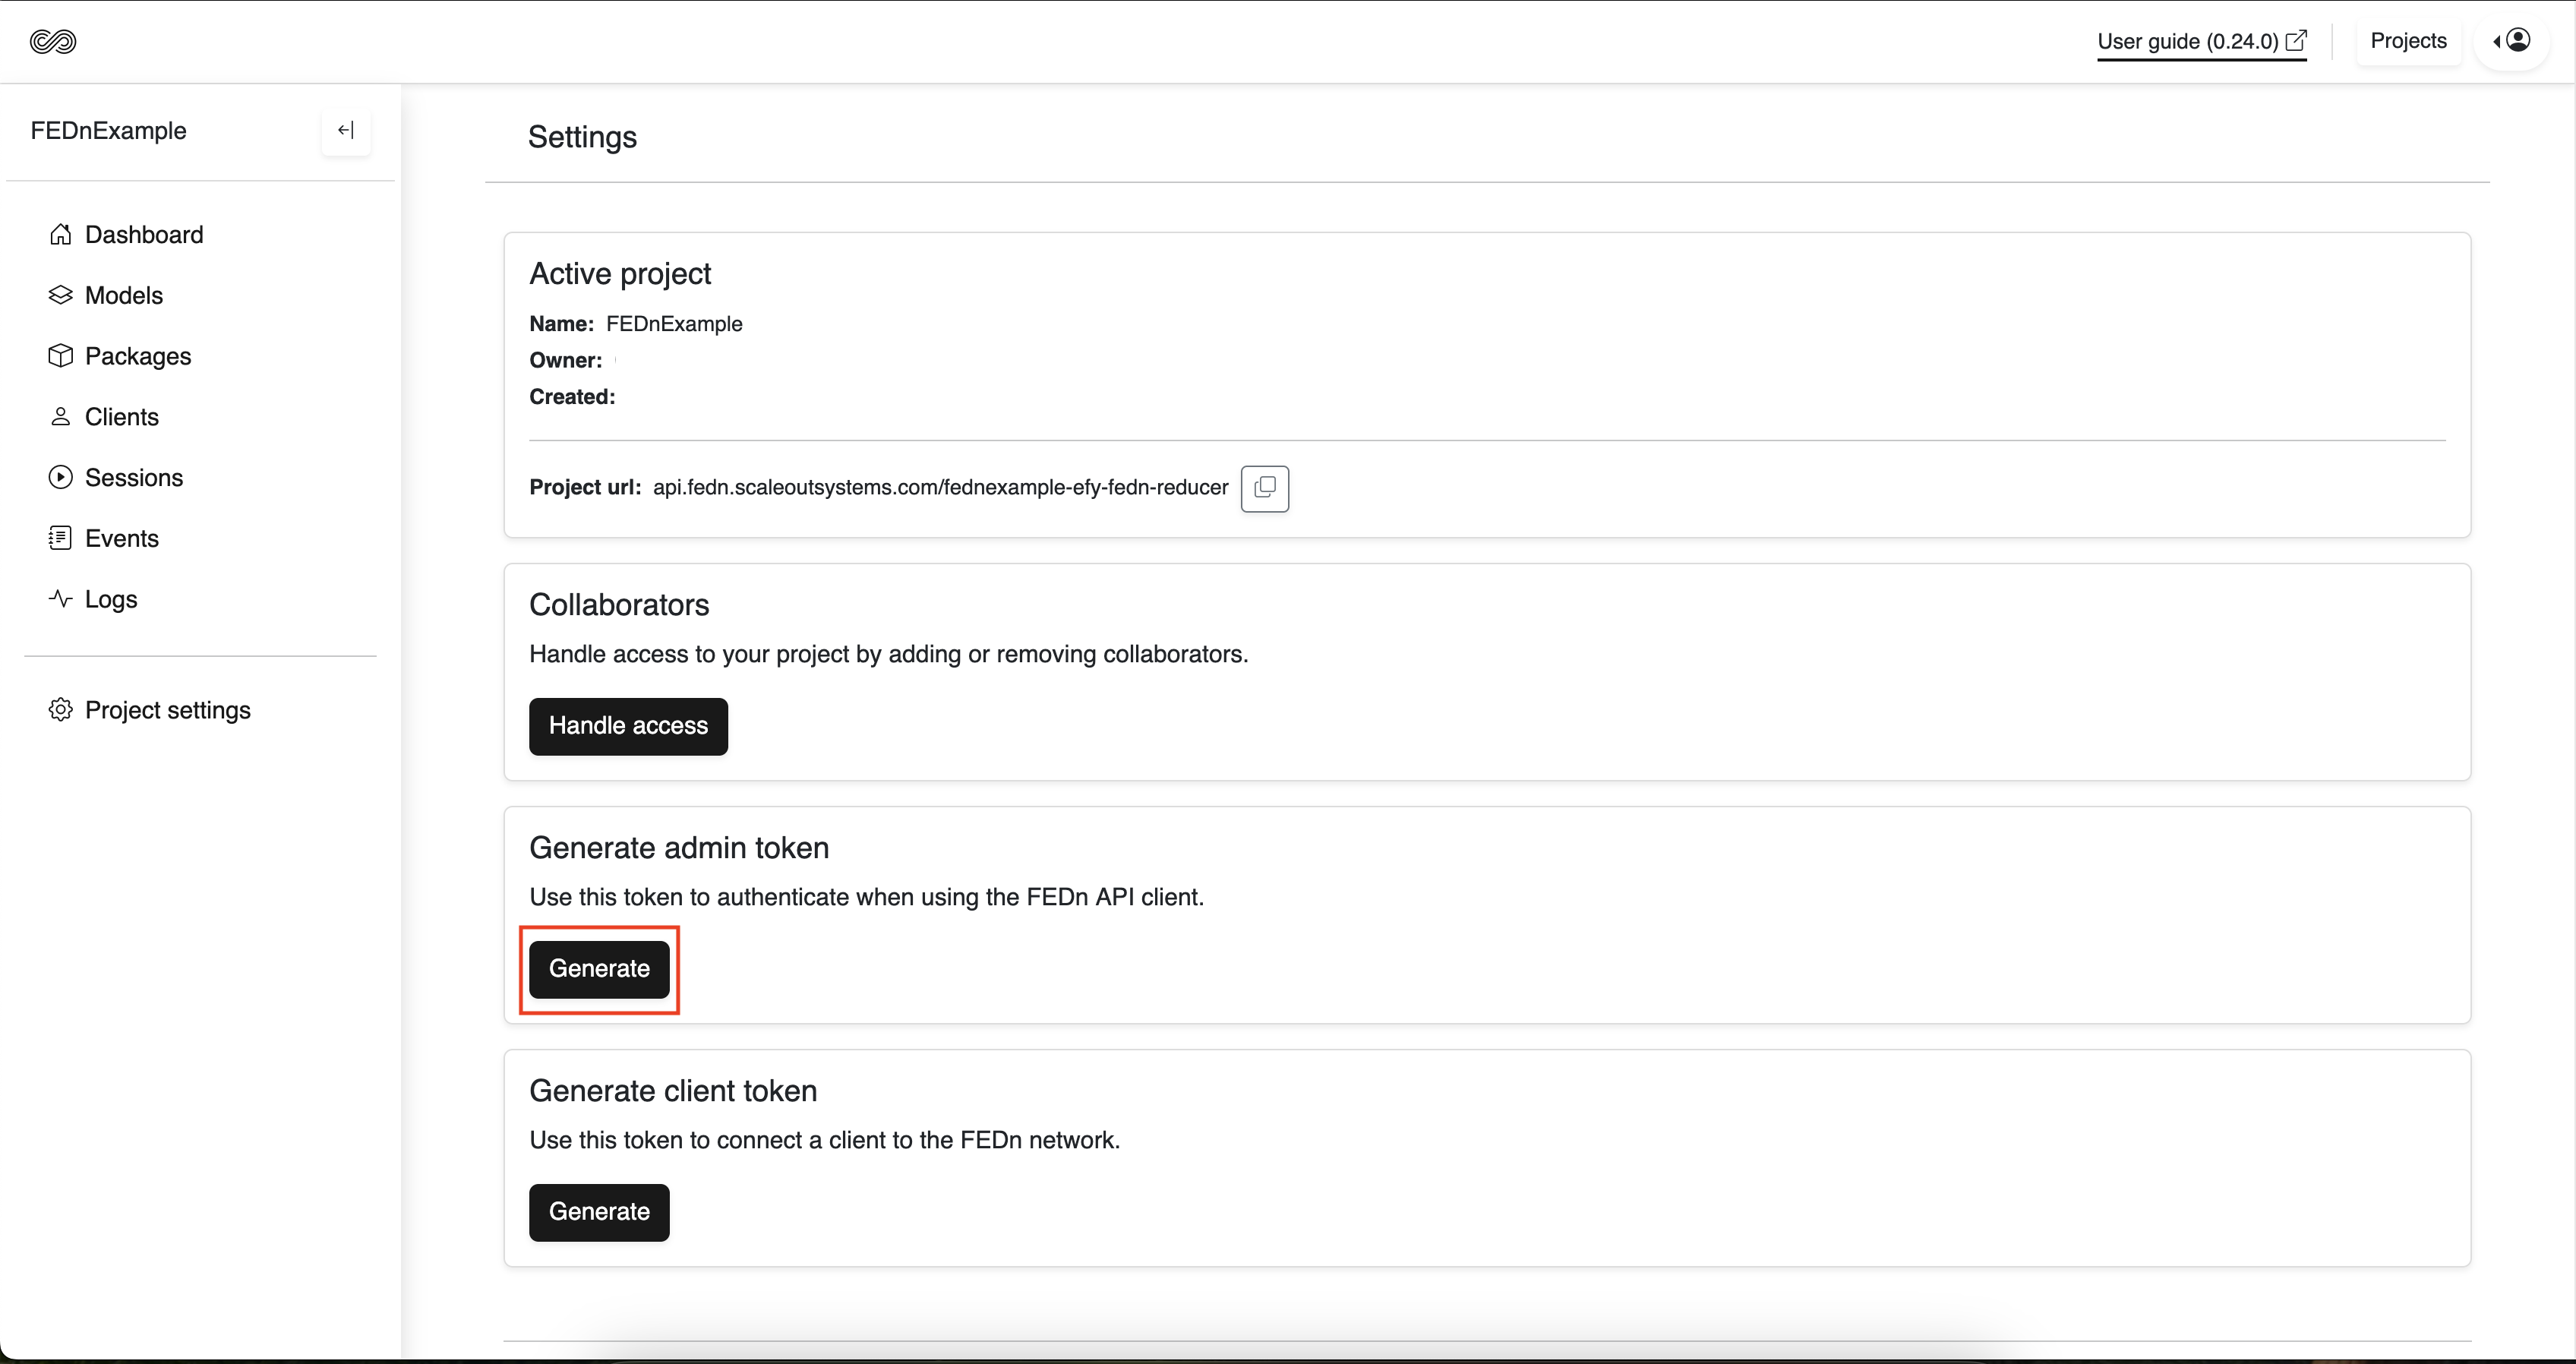 User guide (0.24.0)
Projects
FEDnExample
Dashboard
Models
Packages
Clients
Sessions
Events
Logs
Project settings
Settings
Active project
Name: FEDnExample
Owner:
Created:
Project url: api.fedn.scaleoutsystems.com/fednexample-efy-fedn-reducer
Collaborators
Handle access to your project by adding or removing collaborators.
Handle access
Generate admin token
Use this token to authenticate when using the FEDn API client.
Generate
Generate client token
Use this token to connect a client to the FEDn network.
Generate